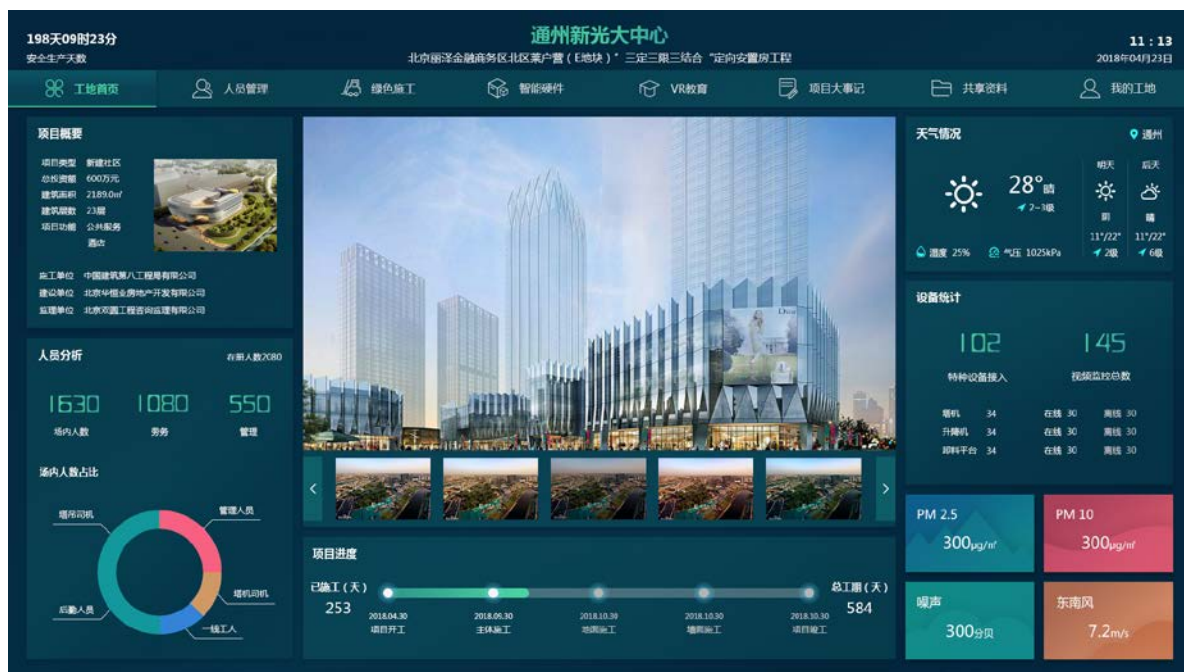 198天09时23分
安全生产天数
通州新光大中心
北京丽泽金融商务区北区菜户营(E地块)"三定三限三结合"定向安置房工程
11:13
2018年04月23日
工地首页
人员管理
绿色施工
智能硬件
VR教育
项目大事记
共享资料
我的工地
项目概要
项目类型 新建社区
总投资额 600万元
建筑面积 2189.0㎡
建筑层数 23层
项目功能 公共服务
酒店
施工单位 中国建筑第八工程局有限公司
建设单位 北京华恒业房地产开发有限公司
监理单位 北京双圆工程咨询监理有限公司
人员分析
在册人数2080
1630 1080 550
场内人数 劳务 管理
场内人数占比
塔吊司机
管理人员
塔机司机
后勤人员
一线工人
Dior
项目进度
已施工(天)
253
总工期(天)
584
2018.04.30 2018.09.30 2018.10.30 2018.10.30 2018.10.30
项目开工 主体施工 地面施工 墙面施工 项目竣工
天气情况
通州
28°晴
2-3级
湿度 25% 气压 1025kPa
明天 后天
阴 晴
11°/22° 11°/22°
2级 6级
设备统计
102 145
特种设备接入 视频监控总数
塔机 34 在线 30 离线 30
升降机 34 在线 30 离线 30
卸料平台 34 在线 30 离线 30
PM 2.5
300μg/㎡
PM 10
300μg/㎡
噪声
300分贝
东南风
7.2m/s